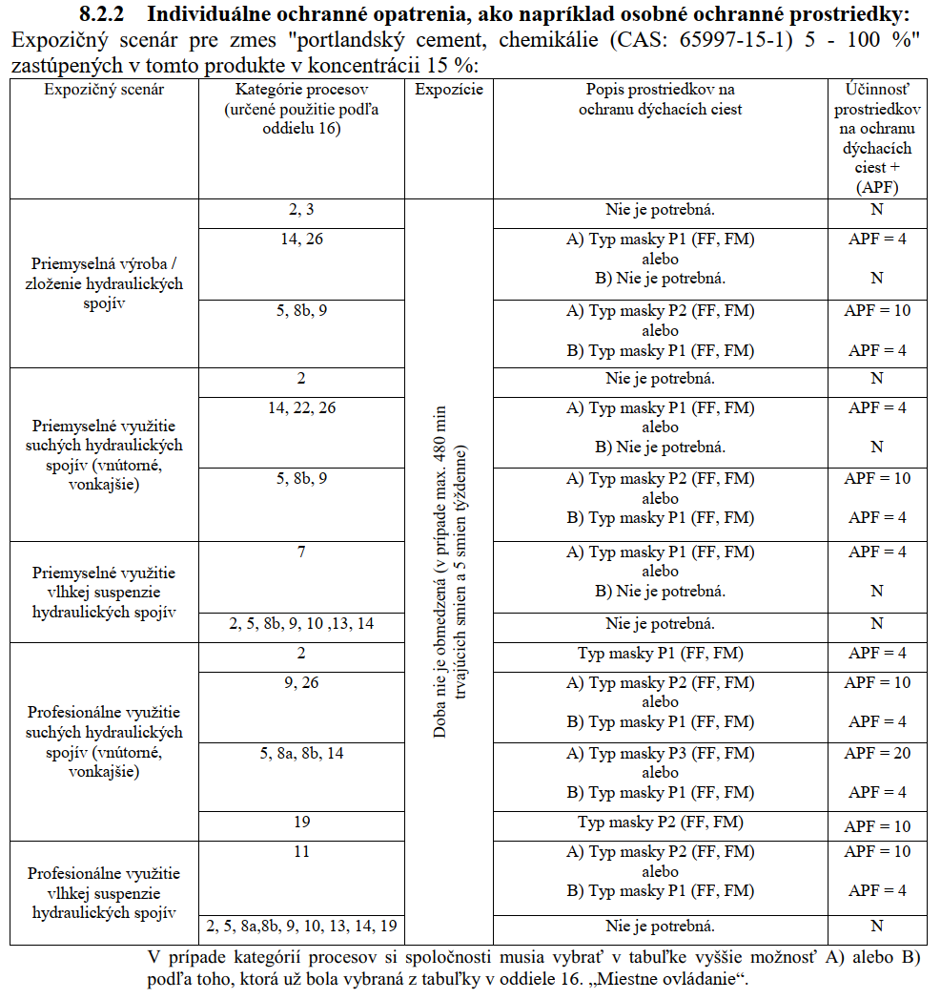 8.2.2 Individuálne ochranné opatrenia, ako napríklad osobné ochranné prostriedky:
Expozičný scenár pre zmes "portlandský cement, chemikálie (CAS: 65997-15-1) 5 - 100 %"
zastúpených v tomto produkte v koncentrácii 15 %:
Expozičný scenár
Kategórie procesov
(určené použitie podľa
oddielu 16)
Expozície
Popis prostriedkov na
ochranu dýchacích ciest
Účinnosť
prostriedkov
na ochranu
dýchacích
ciest +
(APF)
Priemyselná výroba /
zloženie hydraulických
spojív
Doba nie je obmedzená (v prípade max. 480 min
trvajúcich smien a 5 smien týždenne)
2, 3
Nie je potrebná.
N
14, 26
A) Typ masky P1 (FF, FM)
APF = 4
alebo
B) Nie je potrebná.
N
5, 8b, 9
A) Typ masky P2 (FF, FM)
APF = 10
alebo
B) Typ masky P1 (FF, FM)
APF = 4
Priemyselné využitie
suchých hydraulických
spojív (vnútorné,
vonkajšie)
2
Nie je potrebná.
N
14, 22, 26
A) Typ masky P1 (FF, FM)
APF = 4
alebo
B) Nie je potrebná.
N
5, 8b, 9
A) Typ masky P2 (FF, FM)
APF = 10
alebo
B) Typ masky P1 (FF, FM)
APF = 4
Priemyselné využitie
vlhkej suspenzie
hydraulických spojív
7
A) Typ masky P1 (FF, FM)
APF = 4
alebo
B) Nie je potrebná.
N
2, 5, 8b, 9, 10 ,13, 14
Nie je potrebná.
N
Profesionálne využitie
suchých hydraulických
spojív (vnútorné,
vonkajšie)
2
Typ masky P1 (FF, FM)
APF = 4
9, 26
A) Typ masky P2 (FF, FM)
APF = 10
alebo
B) Typ masky P1 (FF, FM)
APF = 4
5, 8a, 8b, 14
A) Typ masky P3 (FF, FM)
APF = 20
alebo
B) Typ masky P1 (FF, FM)
APF = 4
19
Typ masky P2 (FF, FM)
APF = 10
Profesionálne využitie
vlhkej suspenzie
hydraulických spojív
11
A) Typ masky P2 (FF, FM)
APF = 10
alebo
B) Typ masky P1 (FF, FM)
APF = 4
2, 5, 8a,8b, 9, 10, 13, 14, 19
Nie je potrebná.
N
V prípade kategórií procesov si spoločnosti musia vybrať v tabuľke vyššie možnosť A) alebo B)
podľa toho, ktorá už bola vybraná z tabuľky v oddiele 16. „Miestne ovládanie“.